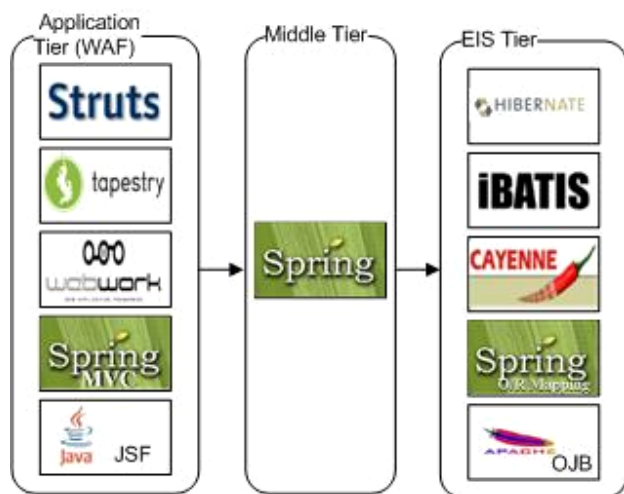 Application
Tier (WAF)
Struts
tapestry
webwork
Spring
MVC
Java
JSF
Middle Tier
Spring
EIS Tier
HIBERNATE
iBATIS
CAYENNE
Spring
O/R Mapping
APACHE
OJB